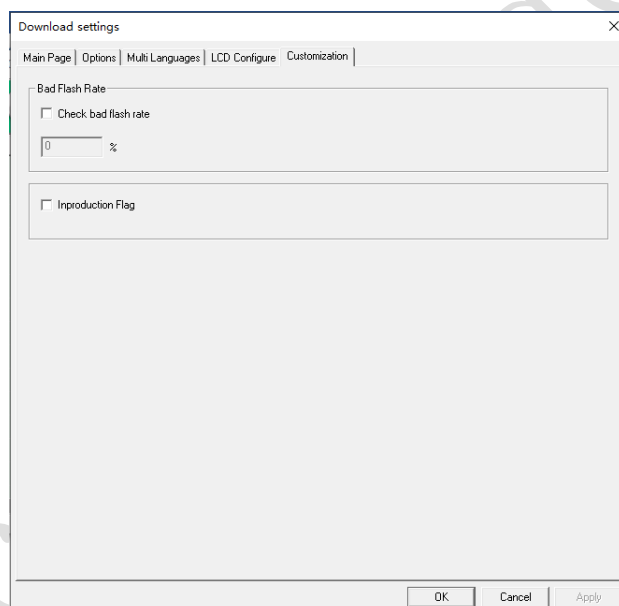 Download settings
Main Page Options Multi Languages LCD Configure Customization
Bad Flash Rate
Check bad flash rate
0 %
Inproduction Flag
OK Cancel Apply